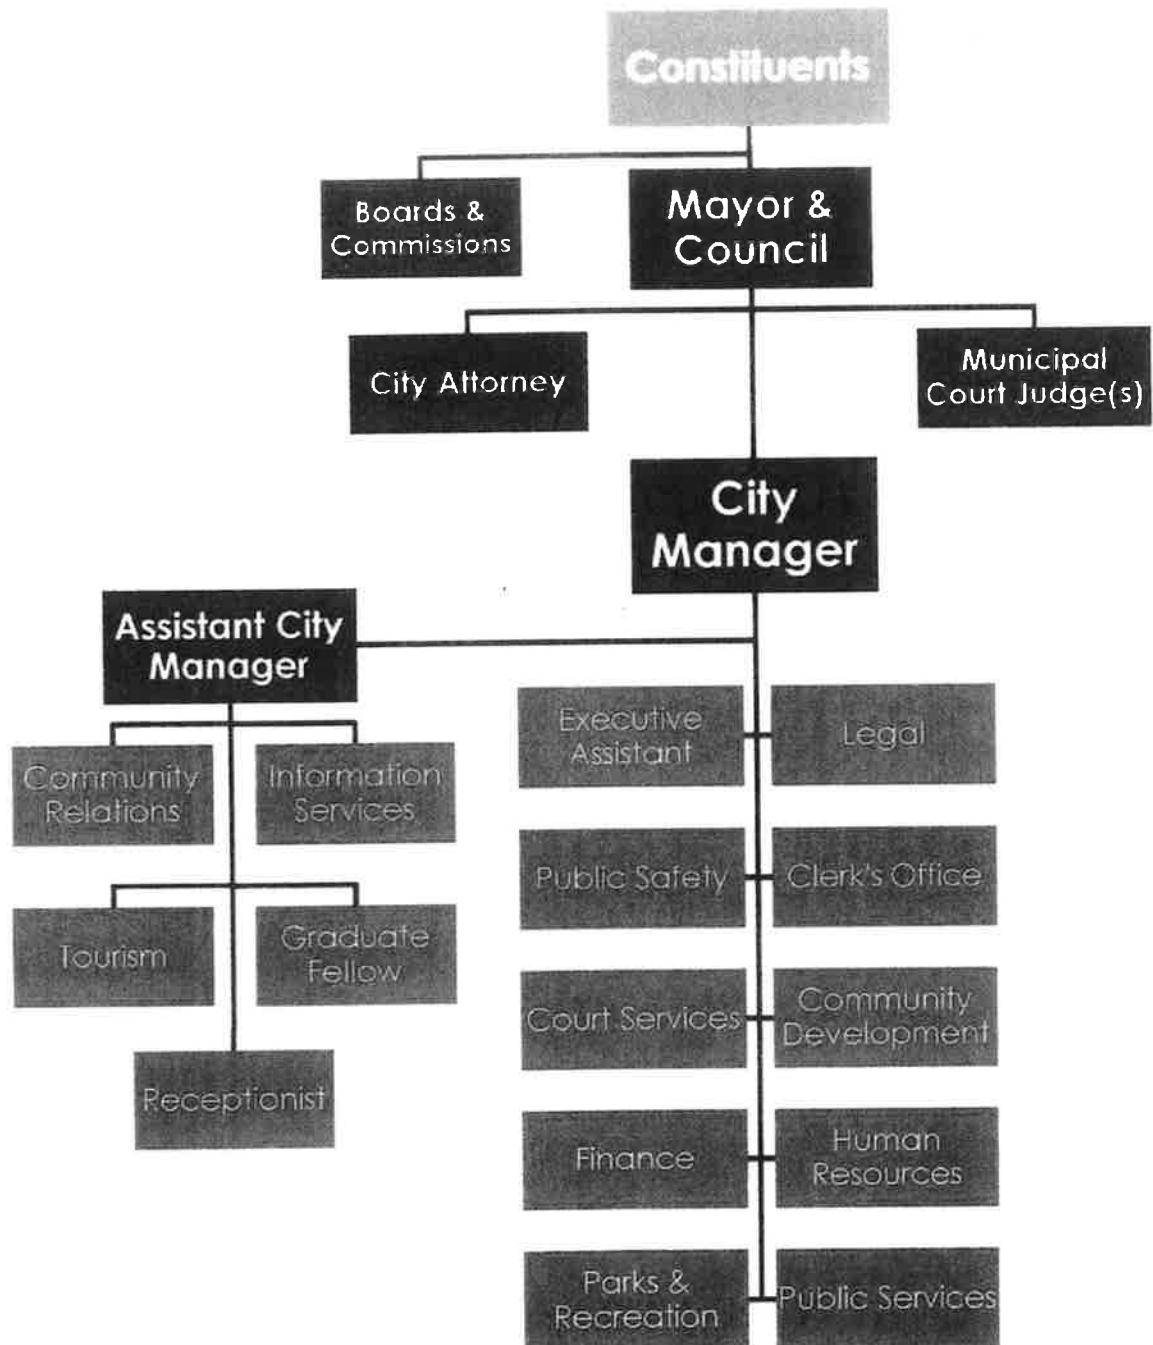 Constituents
Boards &
Commissions
Mayor &
Council
City Attorney
Municipal
Court Judge(s)
City
Manager
Assistant City
Manager
Executive
Assistant
Legal
Community
Relations
Information
Services
Public Safety
Clerk's Office
Tourism
Graduate
Fellow
Court Services
Community
Development
Receptionist
Finance
Human
Resources
Parks &
Recreation
Public Services